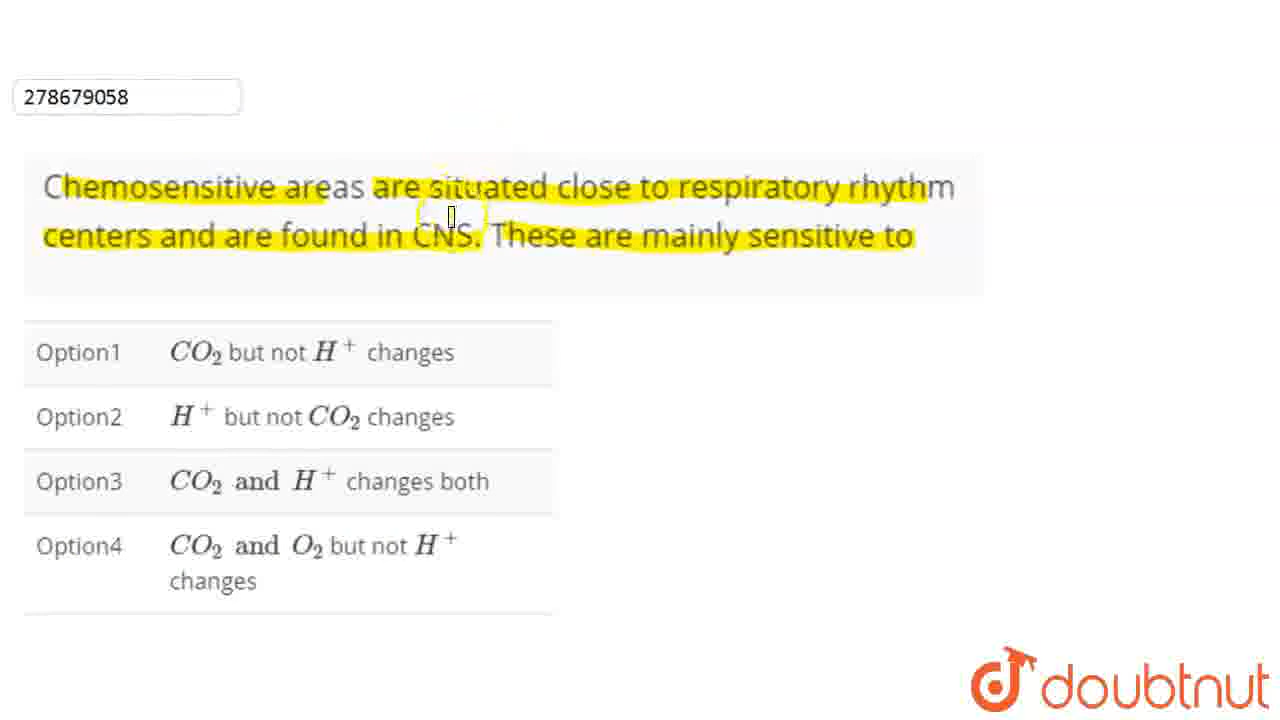 278679058
Chemosensitive areas are situated close to respiratory rhythm
centers and are found in CNS. These are mainly sensitive to
Option1 CO₂ but not H⁺ changes
Option2 H⁺ but not CO₂ changes
Option3 CO₂ and H⁺ changes both
Option4 CO₂ and O₂ but not H⁺
changes
doubtnut